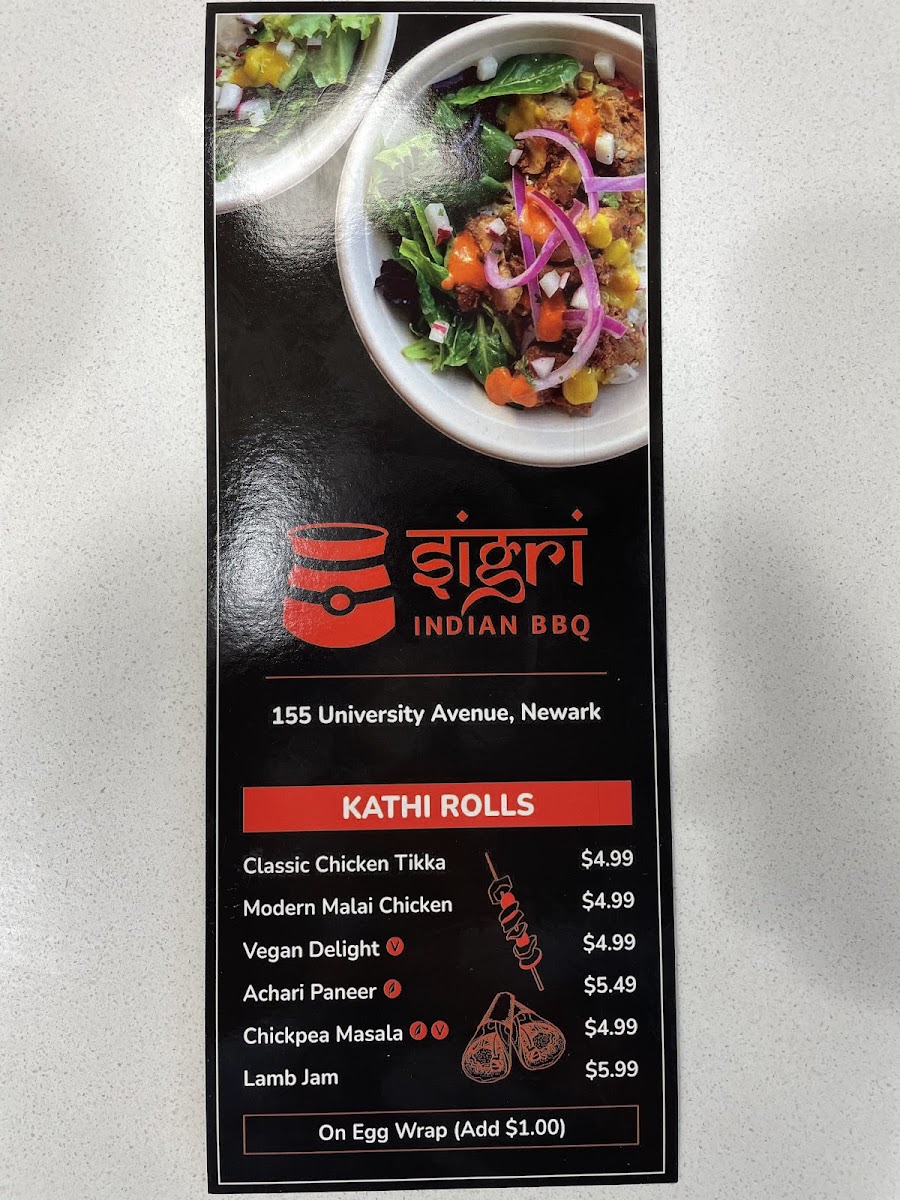 sigri
INDIAN BBQ
155 University Avenue, Newark
KATHI ROLLS
Classic Chicken Tikka $4.99
Modern Malai Chicken $4.99
Vegan Delight V $4.99
Achari Paneer $5.49
Chickpea Masala V $4.99
Lamb Jam $5.99
On Egg Wrap (Add $1.00)